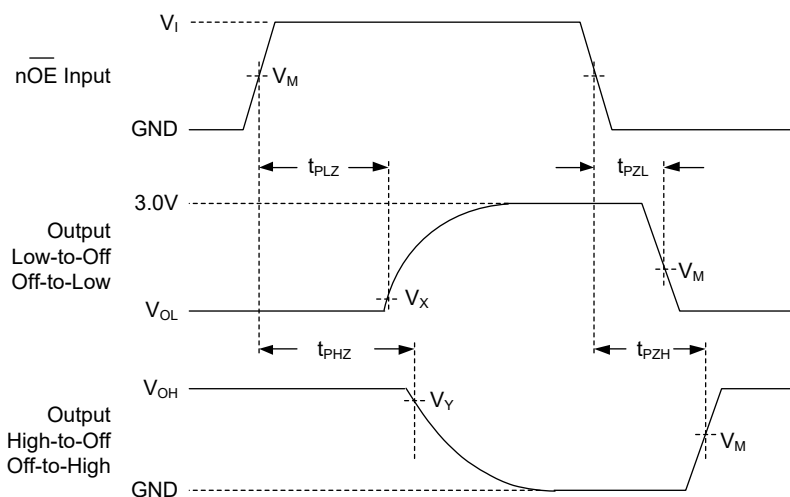 V_I
nOE Input
V_M
GND
t_PLZ
t_PZL
3.0V
Output
Low-to-Off
Off-to-Low
V_M
V_X
V_OL
t_PHZ
t_PZH
V_OH
V_Y
Output
High-to-Off
Off-to-High
V_M
GND